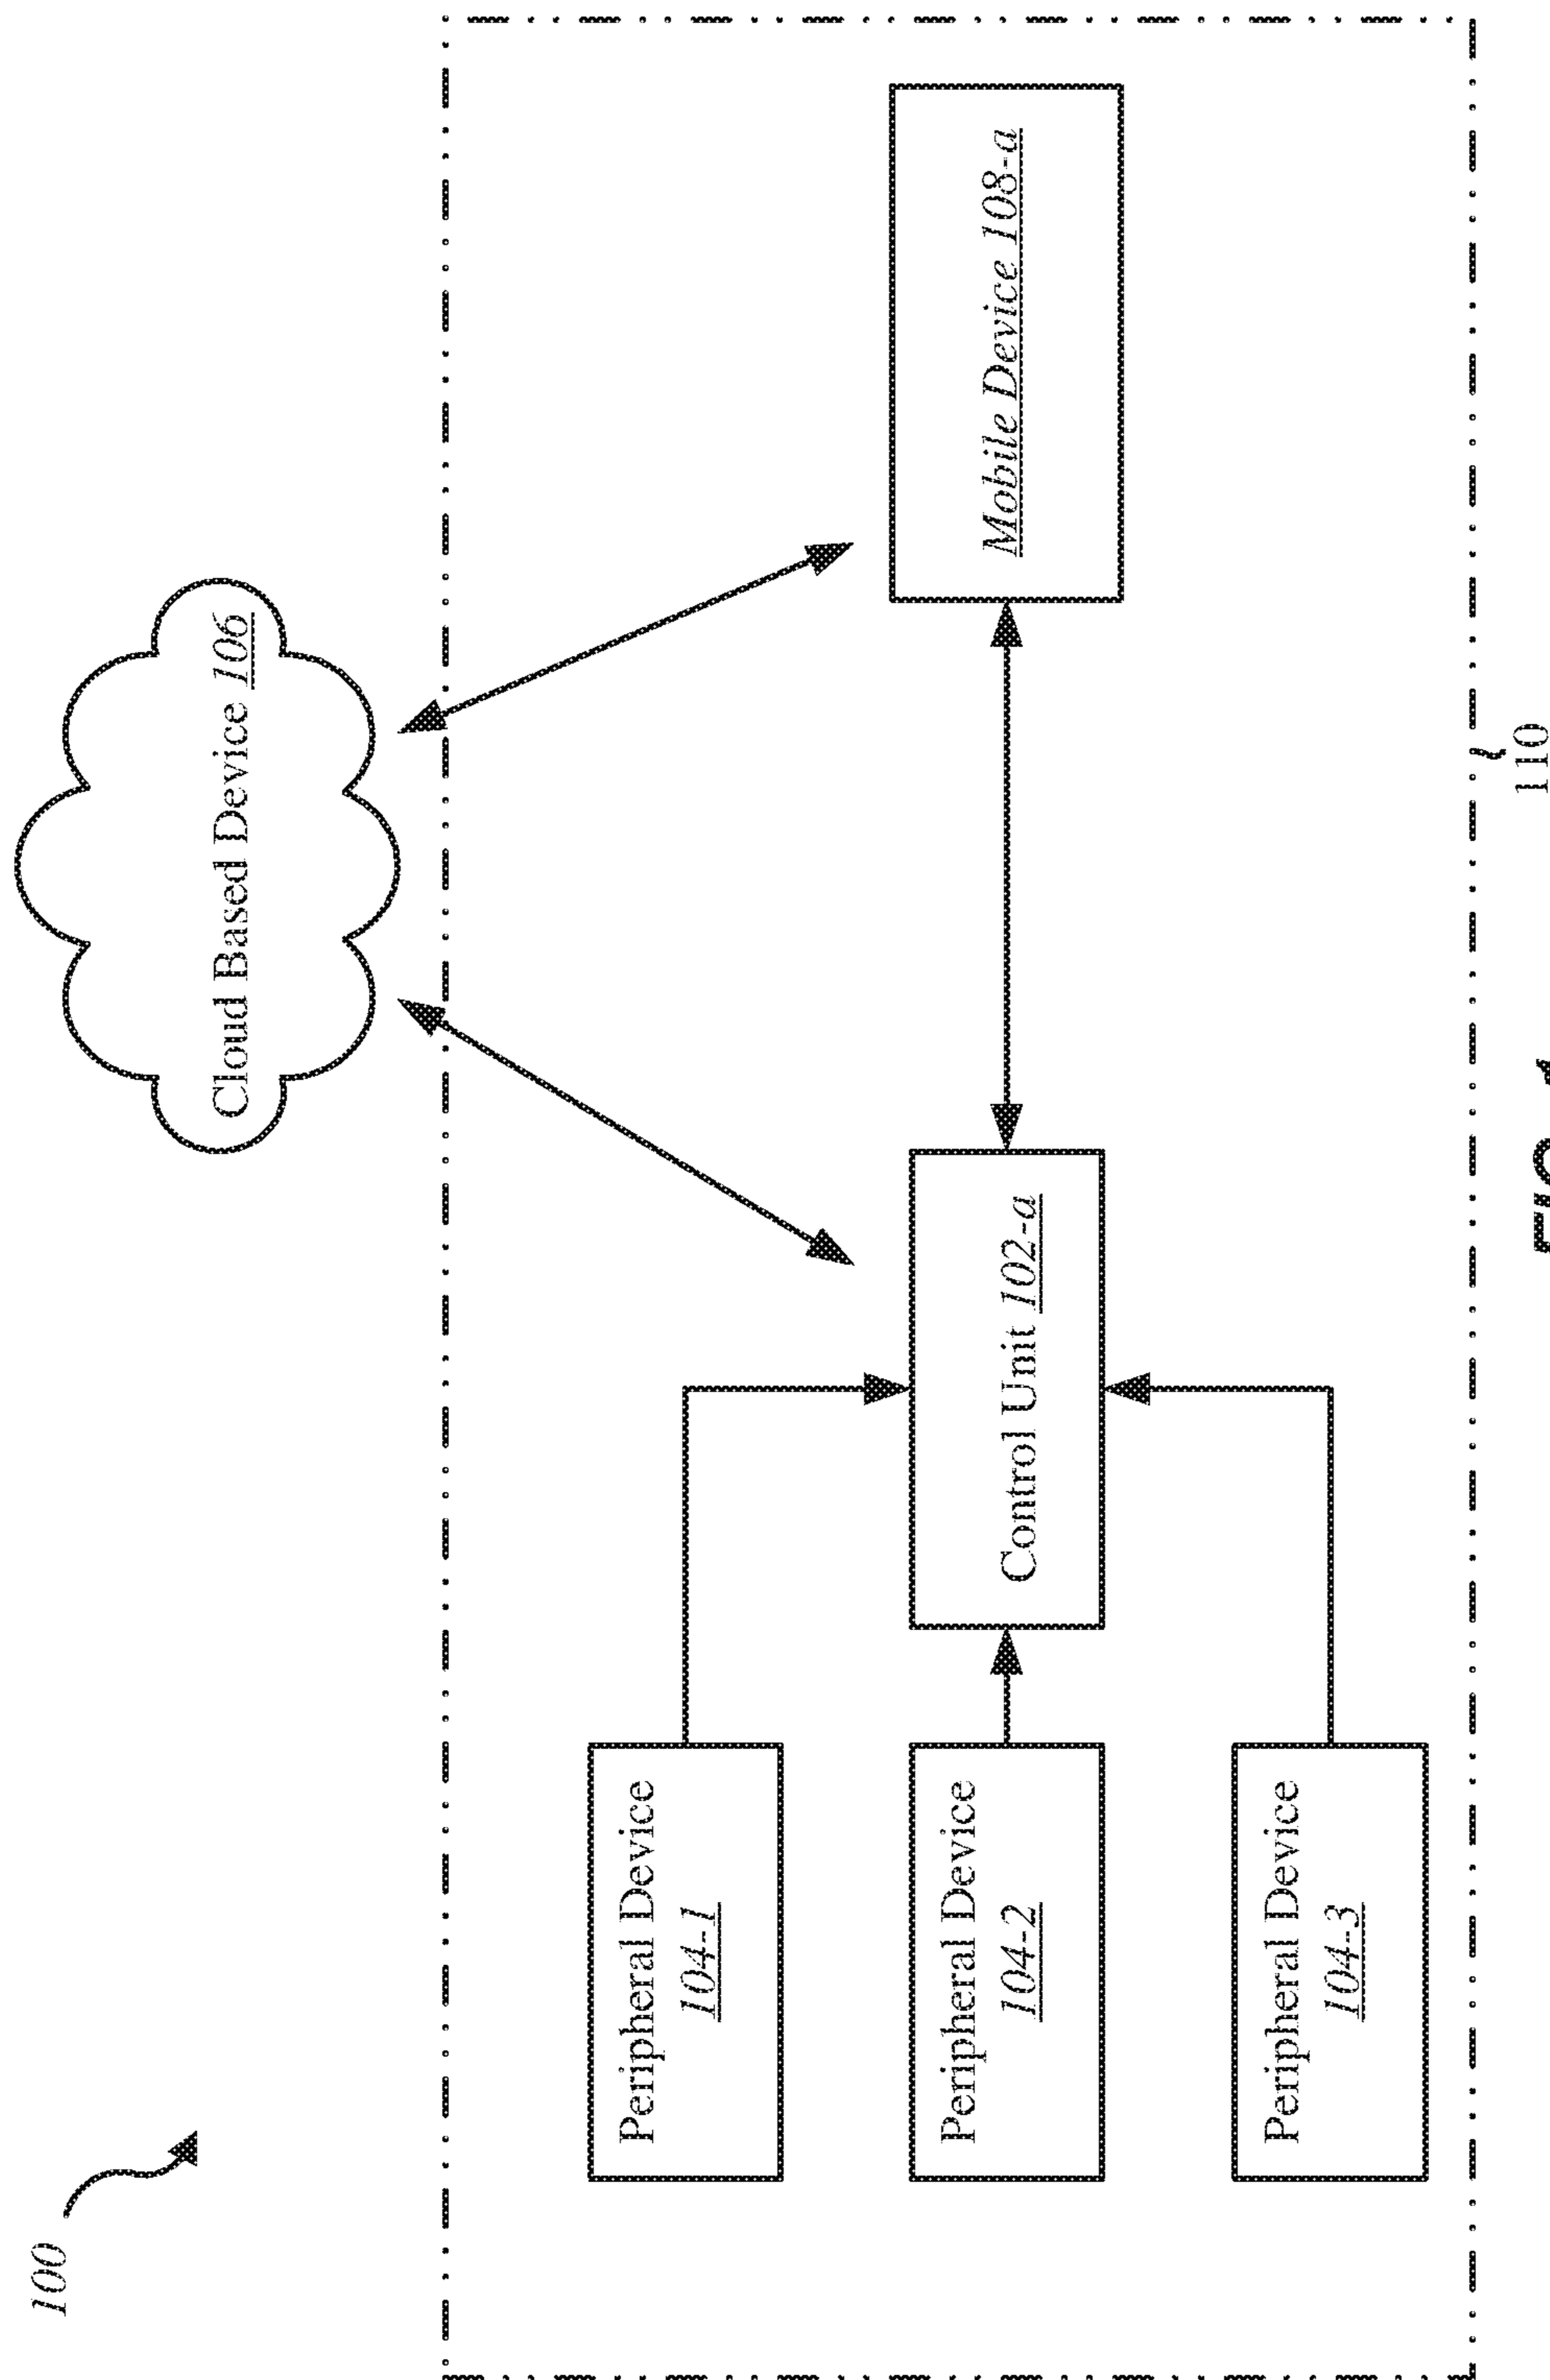 100
Cloud Based Device 106
Peripheral Device
104-1
Peripheral Device
104-2
Control Unit 102-a
Mobile Device 108-a
Peripheral Device
104-3
110